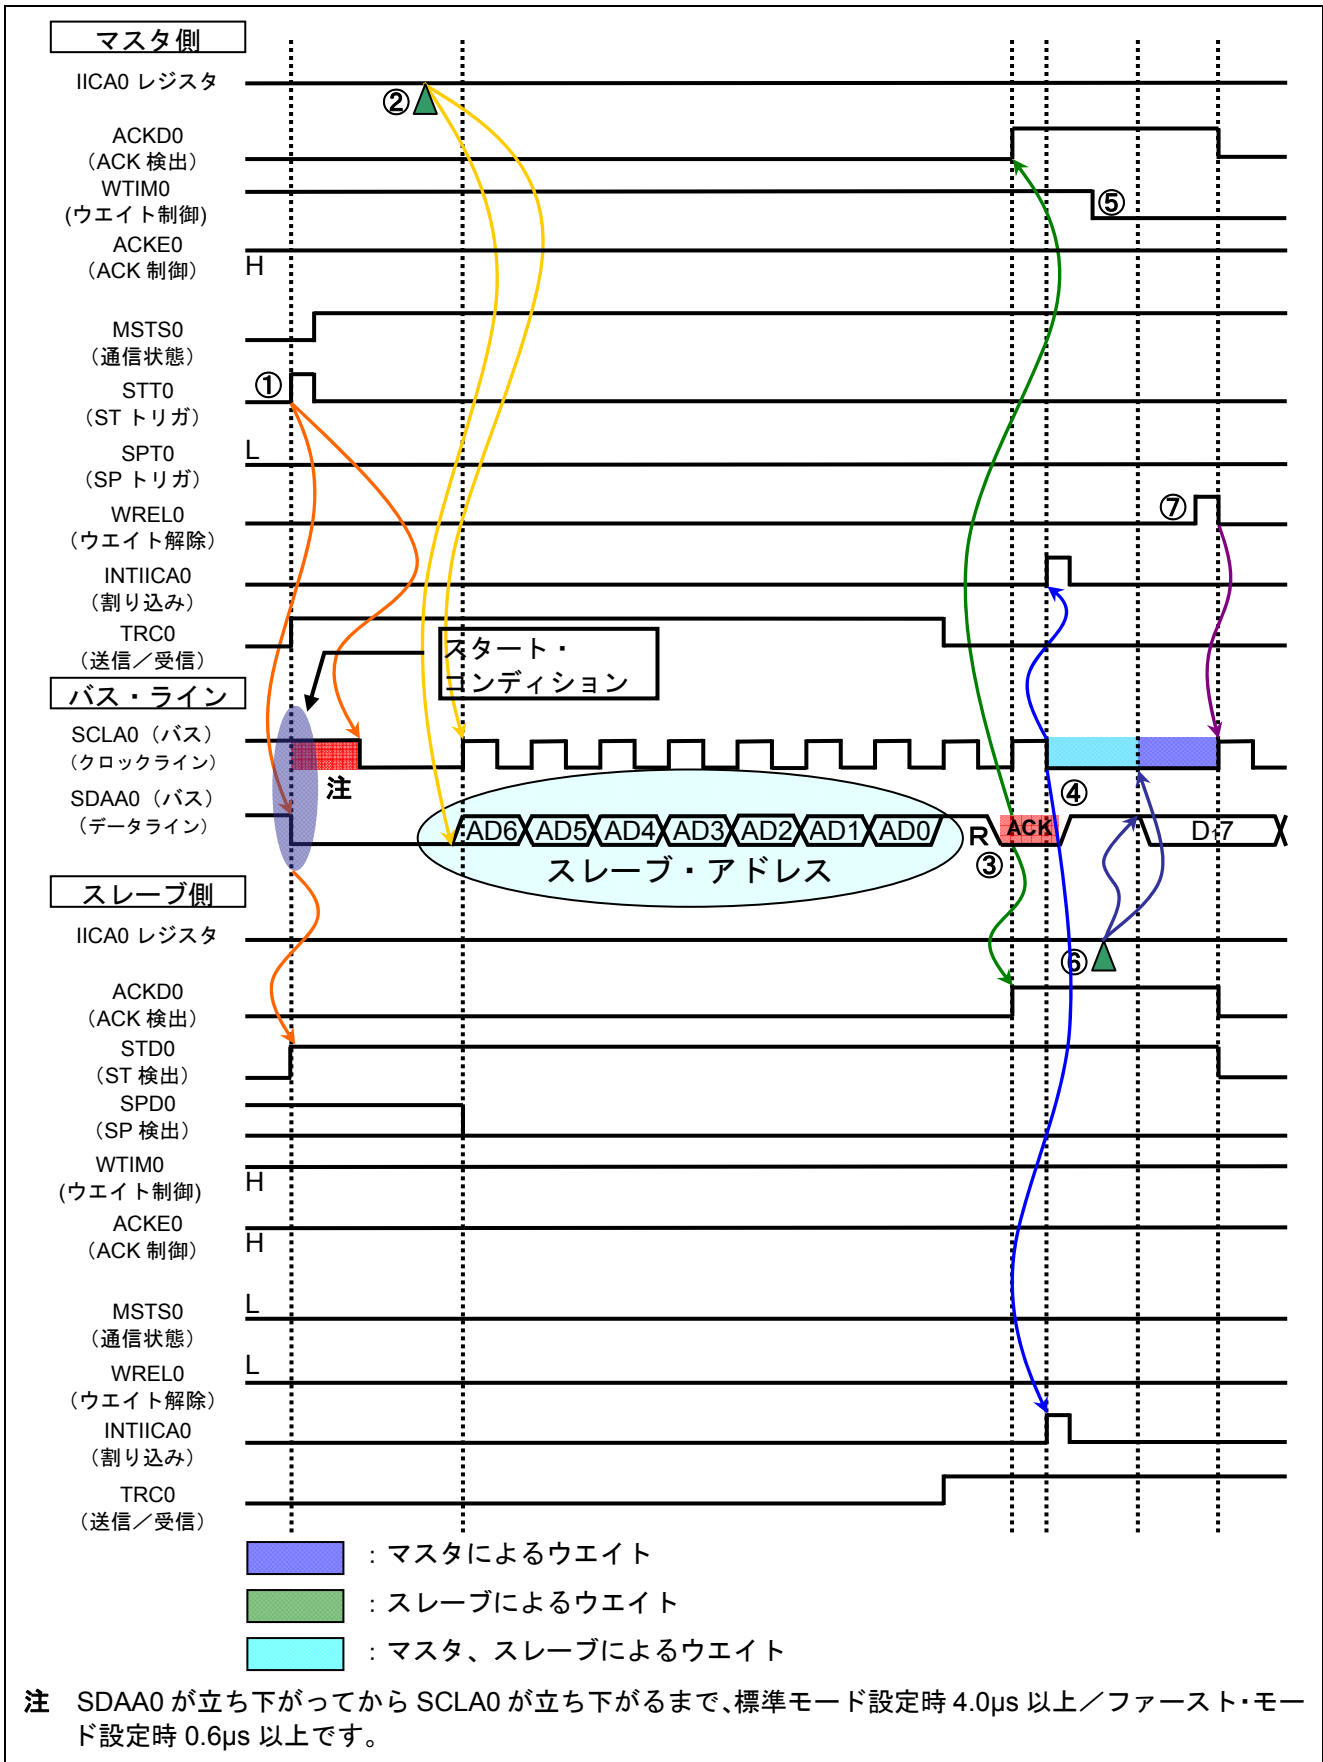 マスタ側
IICA0 レジスタ
②
ACKD0
（ACK 検出）
WTIM0
(ウエイト制御)
⑤
ACKE0
（ACK 制御）
H
MSTS0
（通信状態）
①
STT0
（ST トリガ）
SPT0
（SP トリガ）
L
WREL0
（ウエイト解除）
⑦
INTIICA0
（割り込み）
TRC0
（送信／受信）
スタート・
コンディション
バス・ライン
SCLA0（バス）
（クロックライン）
注
④
SDAA0（バス）
（データライン）
AD6 AD5 AD4 AD3 AD2 AD1 AD0 R ACK D₁7
③
スレーブ・アドレス
スレーブ側
IICA0 レジスタ
⑥
ACKD0
（ACK 検出）
STD0
（ST 検出）
SPD0
（SP 検出）
WTIM0
(ウエイト制御)
H
ACKE0
（ACK 制御）
H
MSTS0
（通信状態）
L
WREL0
（ウエイト解除）
L
INTIICA0
（割り込み）
TRC0
（送信／受信）
：マスタによるウエイト
：スレーブによるウエイト
：マスタ、スレーブによるウエイト
注 SDAA0 が立ち下がってから SCLA0 が立ち下がるまで、標準モード設定時 4.0μs 以上／ファースト・モー
ド設定時 0.6μs 以上です。